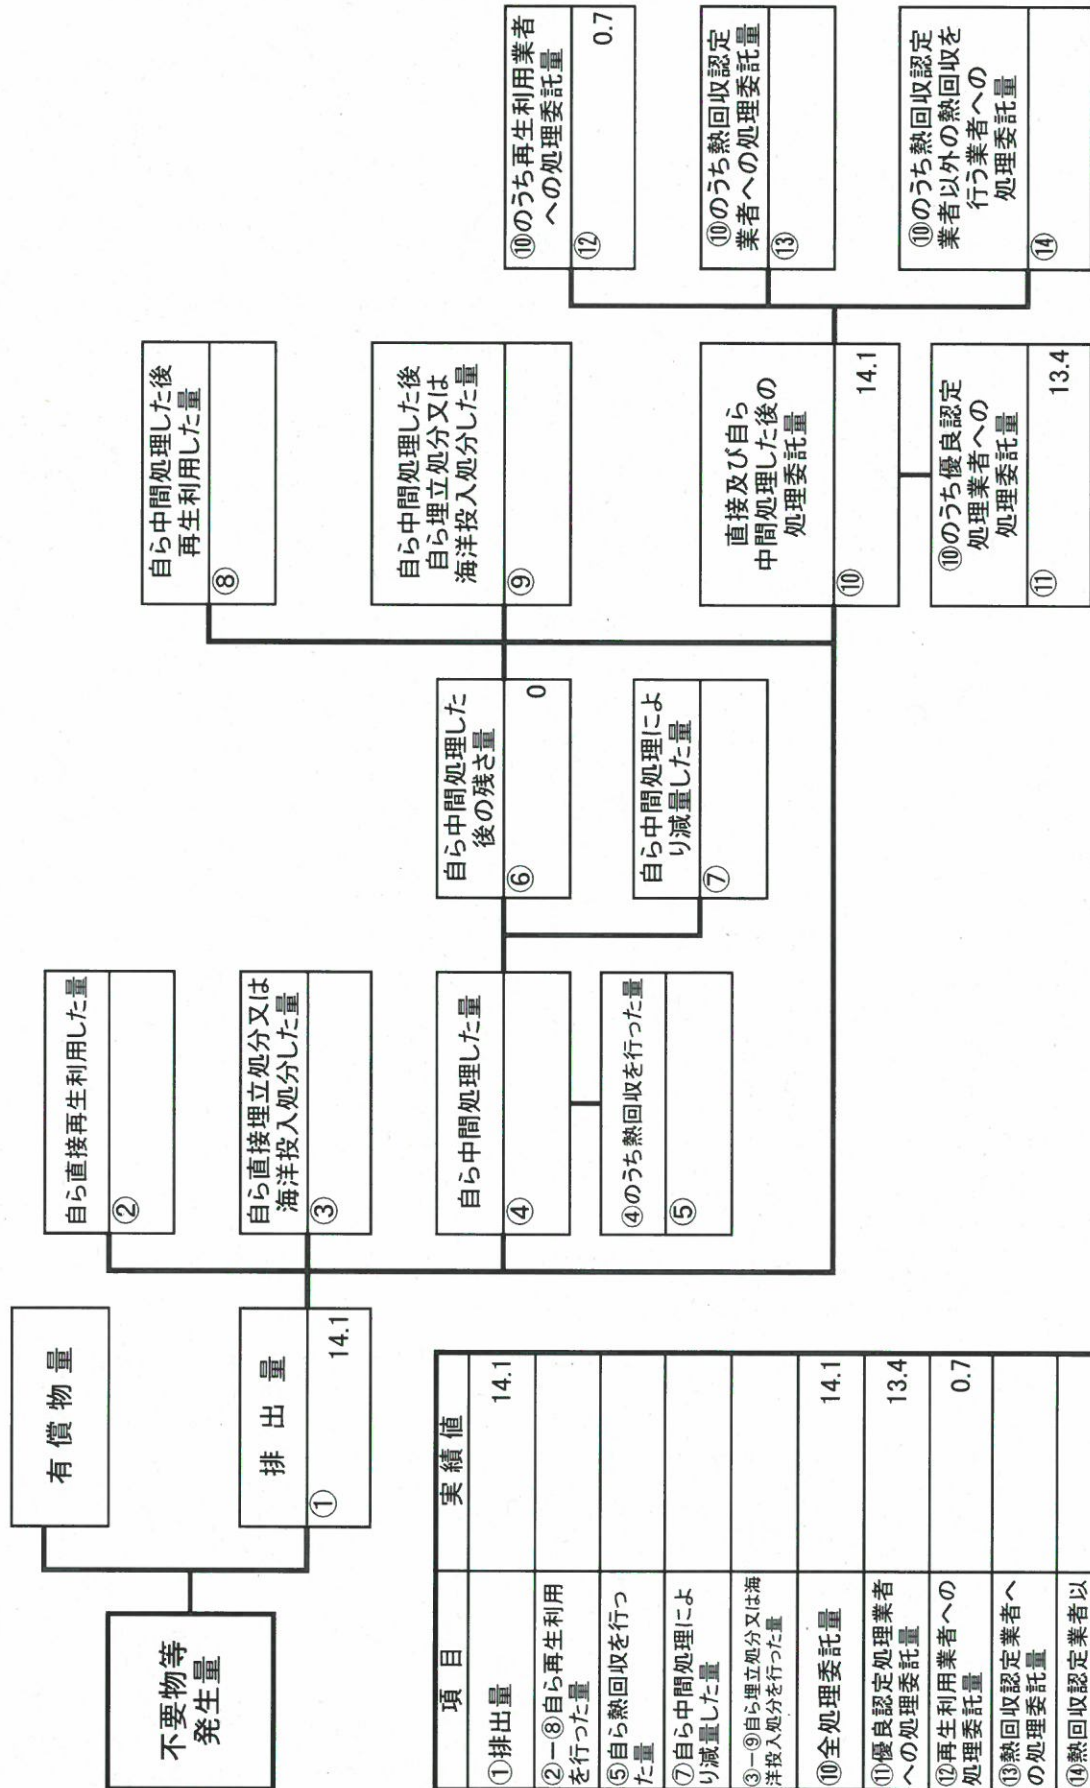 不要物等
発生量
有 償 物 量
排 出 量
①
14.1
自ら直接再生利用した量
②
自ら直接埋立処分又は
海洋投入処分した量
③
自ら中間処理した量
④
④のうち熱回収を行った量
⑤
自ら中間処理した
後の残さ量
⑥
0
自ら中間処理によ
り減量した量
⑦
自ら中間処理した後
再生利用した量
⑧
自ら中間処理した後
自ら埋立処分又は
海洋投入処分した量
⑨
直接及び自ら
中間処理した後の
処理委託量
⑩
14.1
⑩のうち優良認定
処理業者への
処理委託量
⑪
13.4
⑩のうち再生利用業者
への処理委託量
⑫
0.7
⑩のうち熱回収認定
業者への処理委託量
⑬
⑩のうち熱回収認定
業者以外の熱回収を
行う業者への
処理委託量
⑭
項 目
実 績 値
①排出量
14.1
②－⑧自ら再生利用
を行った量
⑤自ら熱回収を行っ
た量
⑦自ら中間処理によ
り減量した量
③－⑨自ら埋立処分又は海
洋投入処分を行った量
⑩全処理委託量
14.1
⑪優良認定処理業者
への処理委託量
13.4
⑫再生利用業者への
処理委託量
0.7
⑬熱回収認定業者へ
の処理委託量
⑭熱回収認定業者以